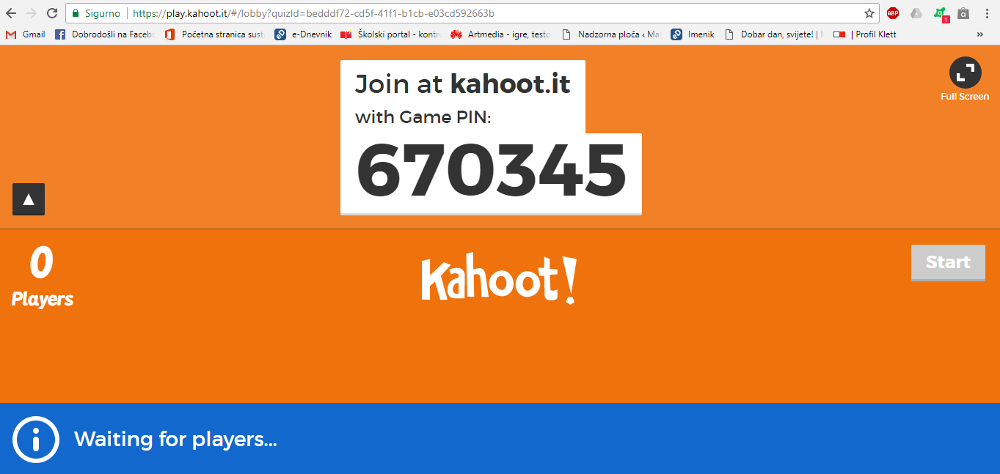 Sigurno
https://play.kahoot.it/#/lobby?quizId=bedddf72-cd5f-41f1-b1cb-e03cd592663b
ABP
1
a
Gmail
Dobrodošli na Faceb
Početna stranica sust
e-Dnevnik
Školski portal - kontr
Artmedia - igre, testo
Nadzorna ploča ‹ Ma
Imenik
Dobar dan, svijete! |
| Profil Klett
»
Join at kahoot.it
with Game PIN:
670345
Full Screen
0
Players
Kahoot!
Start
Waiting for players...